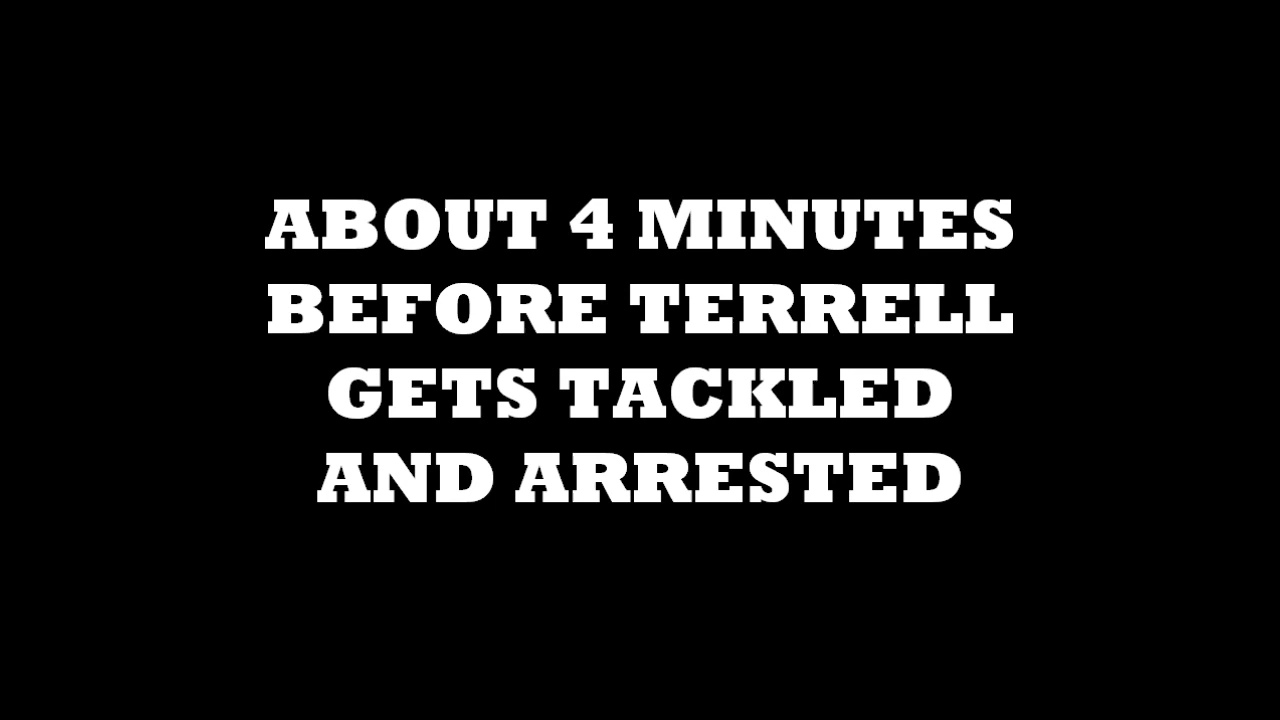 ABOUT 4 MINUTES
BEFORE TERRELL
GETS TACKLED
AND ARRESTED